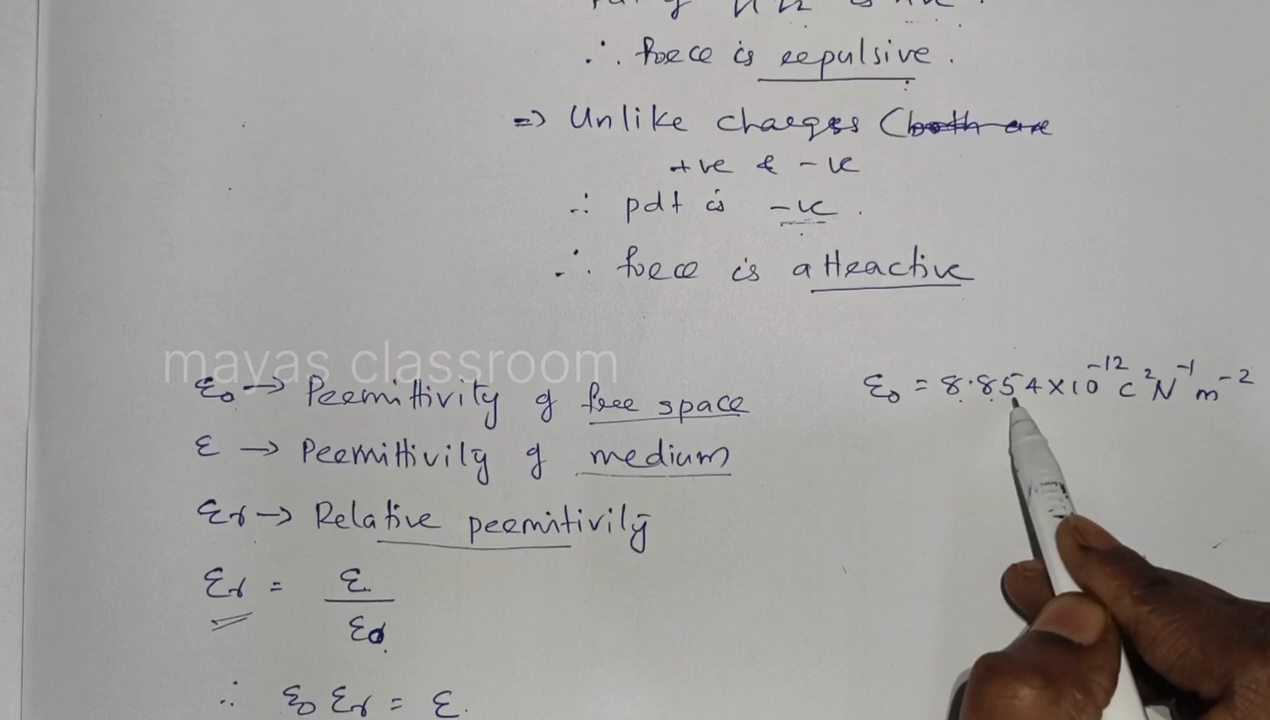 ∴ force is repulsive.
=> Unlike charges (both are
+ve & -ve
∴ pdt is -ve.
∴ force is attractive
mayas classroom
ε₀ → Permittivity of free space
ε₀ = 8.854×10⁻¹² C²N⁻¹m⁻²
ε → Permittivity of medium
εr → Relative permitivity
εr = ε/ε₀
∴ ε₀ εr = ε.